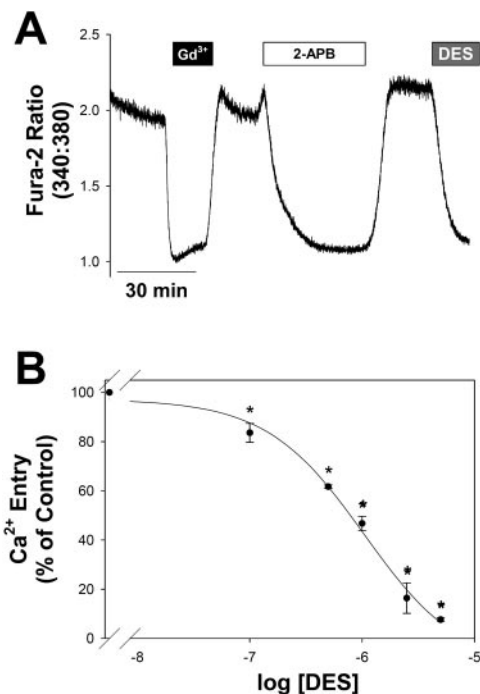 A
Gd³⁺
2-APB
DES
Fura-2 Ratio
(340:380)
2.5
2.0
1.5
1.0
30 min
B
Ca²⁺ Entry
(% of Control)
100
80
60
40
20
0
*
*
*
*
*
-8
-7
-6
-5
log [DES]